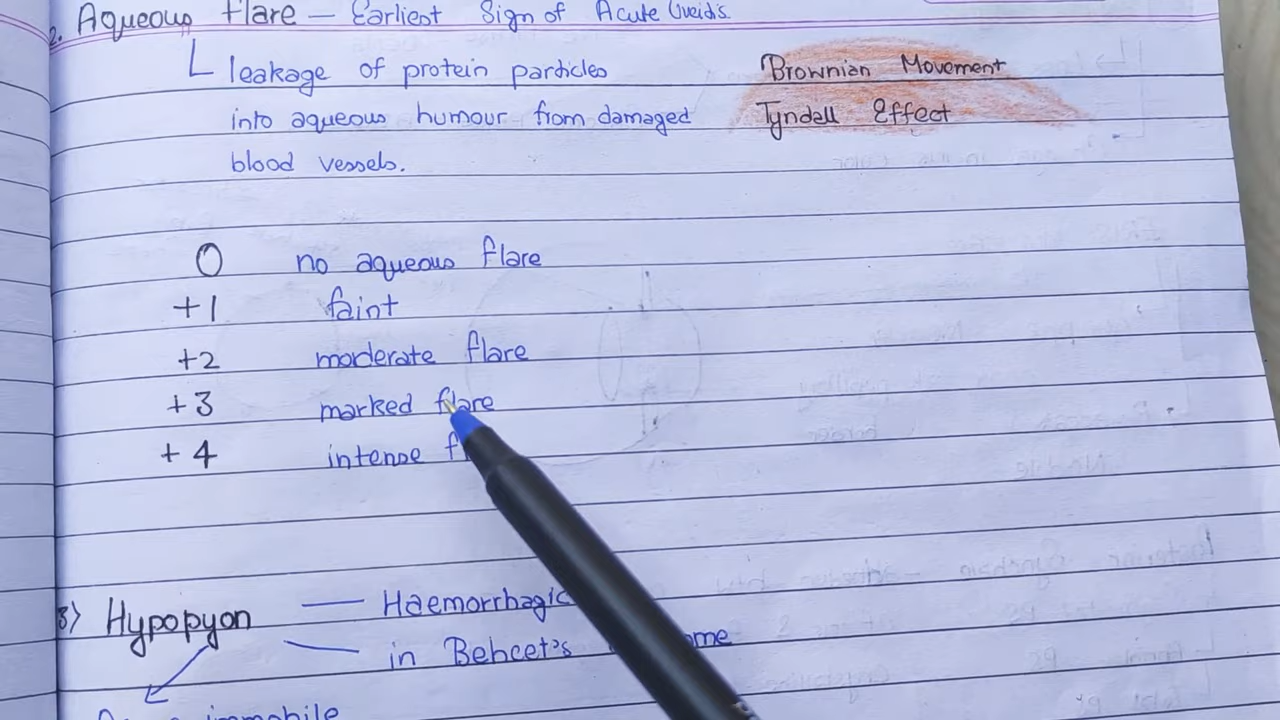 2. Aqueous Flare — Earliest Sign of Acute Uveitis
leakage of protein particles
into aqueous humour from damaged
blood vessels.
Brownian Movement
Tyndall Effect
0 no aqueous flare
+1 faint
+2 moderate flare
+3 marked flare
+4 intense
3) Hypopyon — Haemorrhagic
— in Behcet's
immobile